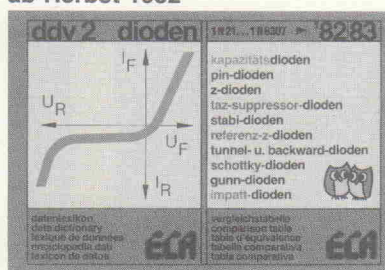 ab Herbst 1982
ddv 2 dioden
I F
U R
U F
I R
datenlexikon
data dictionary
lexique de données
enciclopedia dati
lexicon de datos
ECA
1N21...1N6307 '82/83
kapazitätsdioden
pin-dioden
z-dioden
taz-suppressor-dioden
stabi-dioden
referenz-z-dioden
tunnel- u. backward-dioden
schottky-dioden
gunn-dioden
impatt-dioden
vergleichstabelle
comparison table
table d'équivalence
tabella comparativa
tabla comparativa
ECA